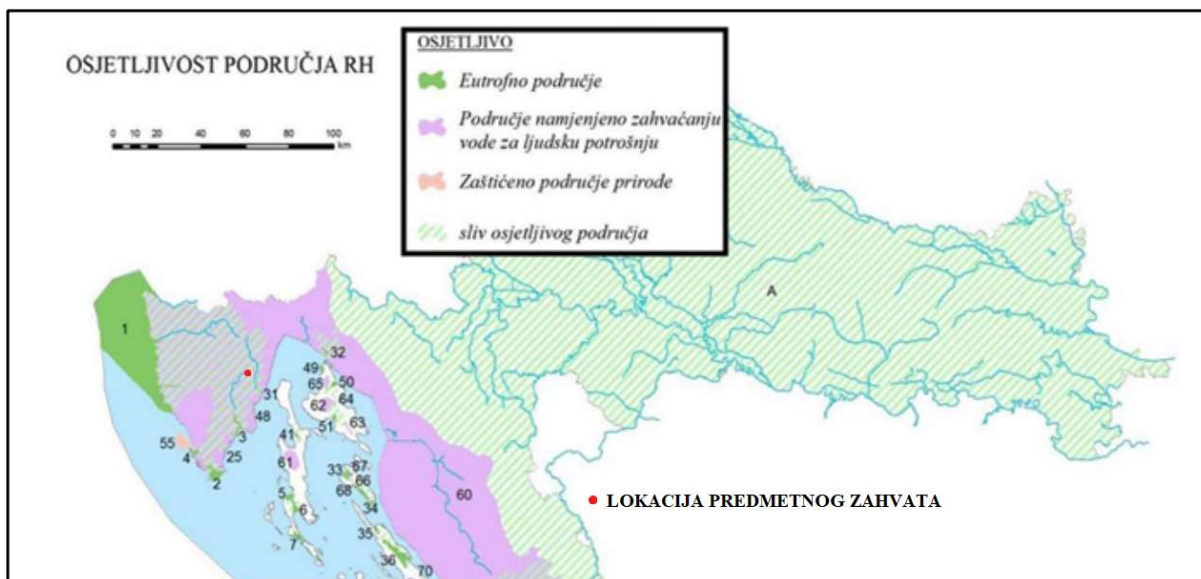 OSJETLJIVOST PODRUČJA RH
0 10 20 40 60 80 100
km
OSJETLJIVO
Eutrofno područje
Područje namjenjeno zahvaćanju
vode za ljudsku potrošnju
Zaštićeno područje prirode
sliv osjetljivog područja
A
1
32
49
65
50
31
62
64
48
51
63
55
3
41
4
25
61
67
33
66
2
68
60
5
34
6
LOKACIJA PREDMETNOG ZAHVATA
35
7
36
70